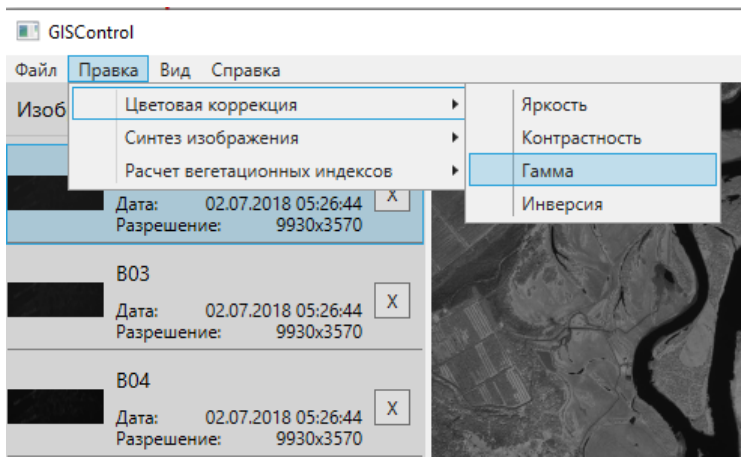 GISControl
Файл Правка Вид Справка
Изоб
Цветовая коррекция
Синтез изображения
Расчет вегетационных индексов
Яркость
Контрастность
Гамма
Инверсия
Дата: 02.07.2018 05:26:44 X
Разрешение: 9930x3570
B03
Дата: 02.07.2018 05:26:44 X
Разрешение: 9930x3570
B04
Дата: 02.07.2018 05:26:44 X
Разрешение: 9930x3570